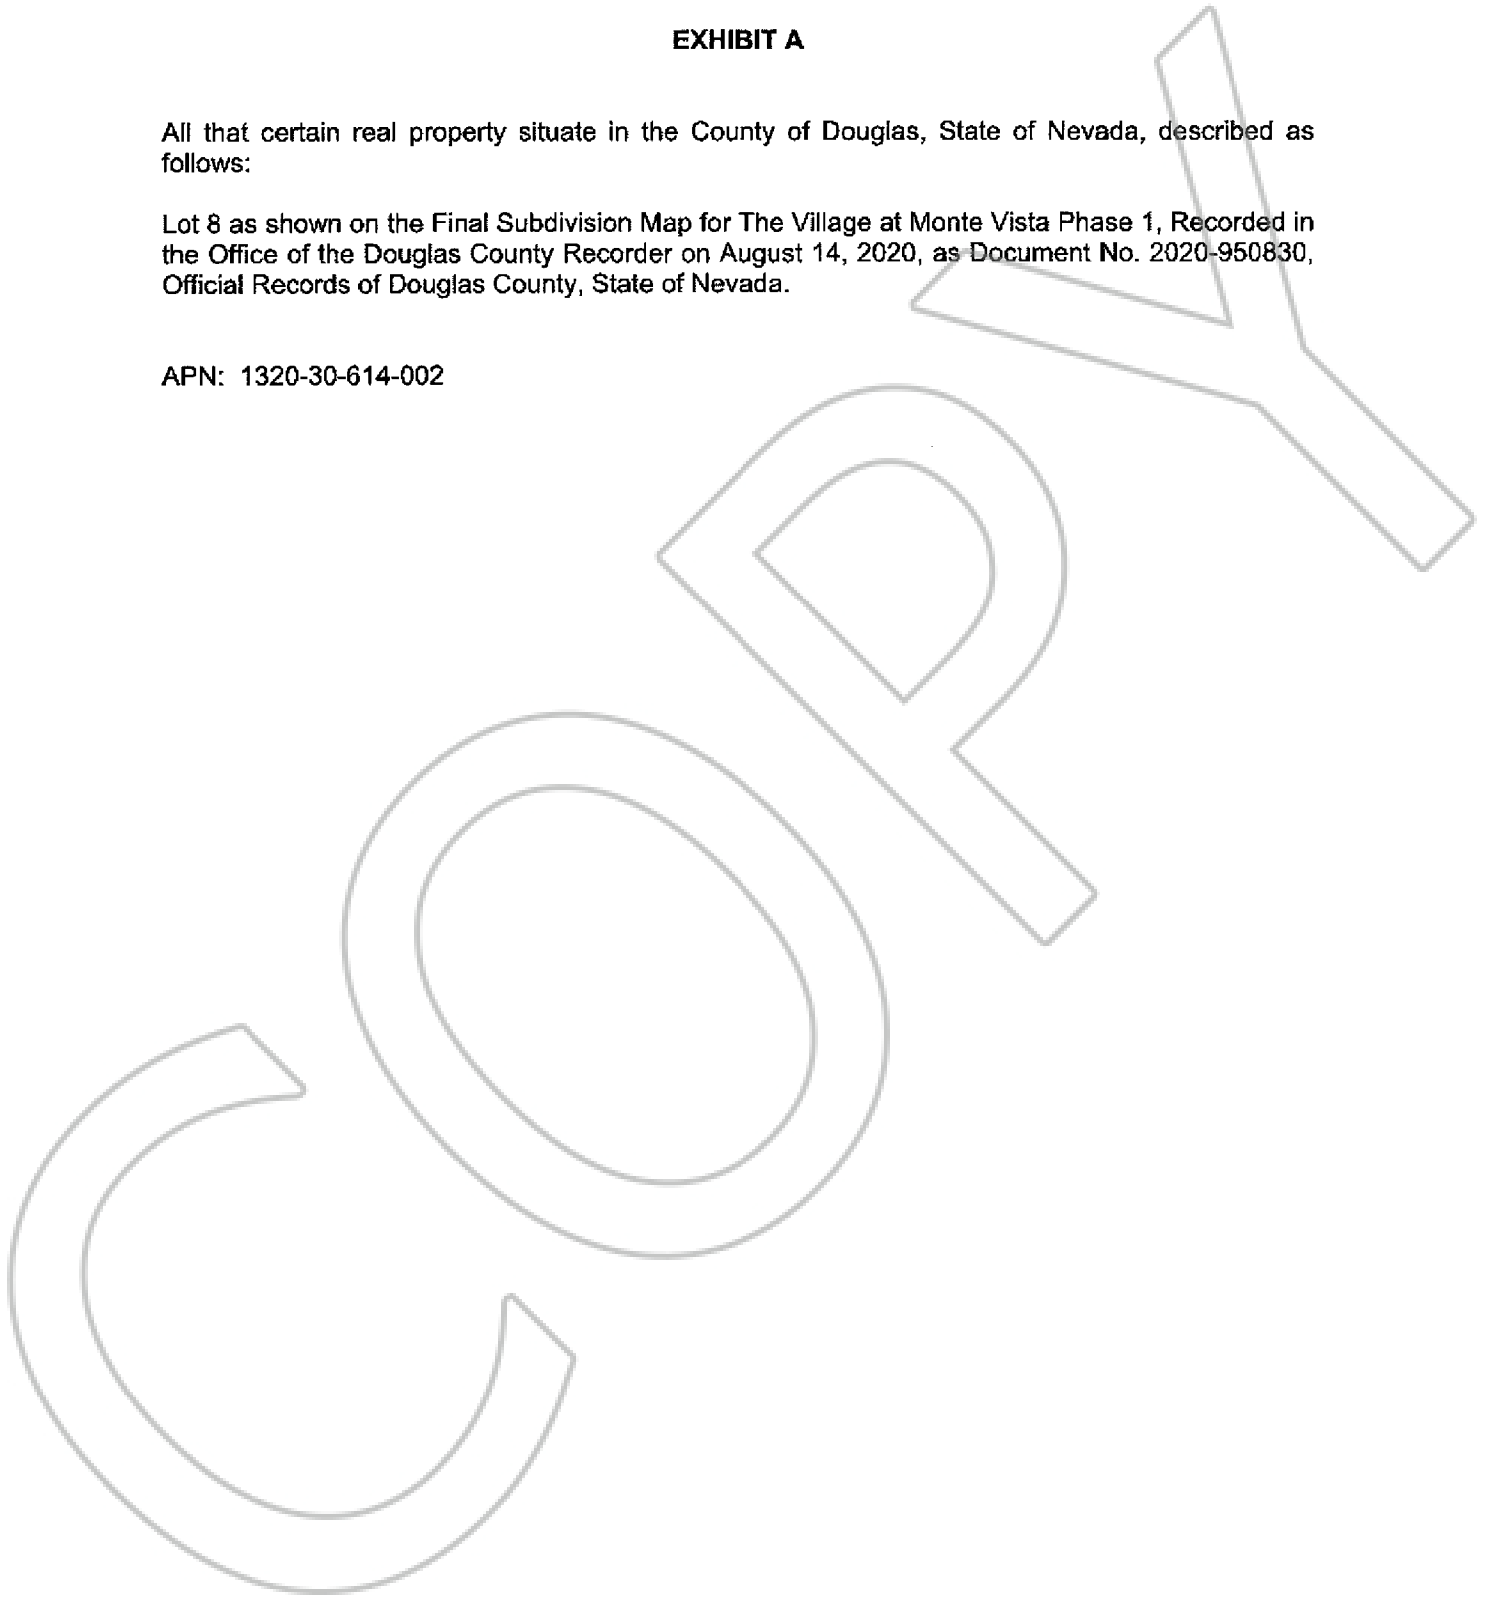 EXHIBIT A
All that certain real property situate in the County of Douglas, State of Nevada, described as
follows:
Lot 8 as shown on the Final Subdivision Map for The Village at Monte Vista Phase 1, Recorded in
the Office of the Douglas County Recorder on August 14, 2020, as Document No. 2020-950830,
Official Records of Douglas County, State of Nevada.
APN: 1320-30-614-002
COPY